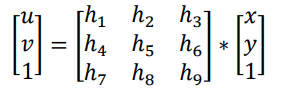 [u v 1] = [h₁ h₂ h₃ h₄ h₅ h₆ h₇ h₈ h₉] * [x y 1]